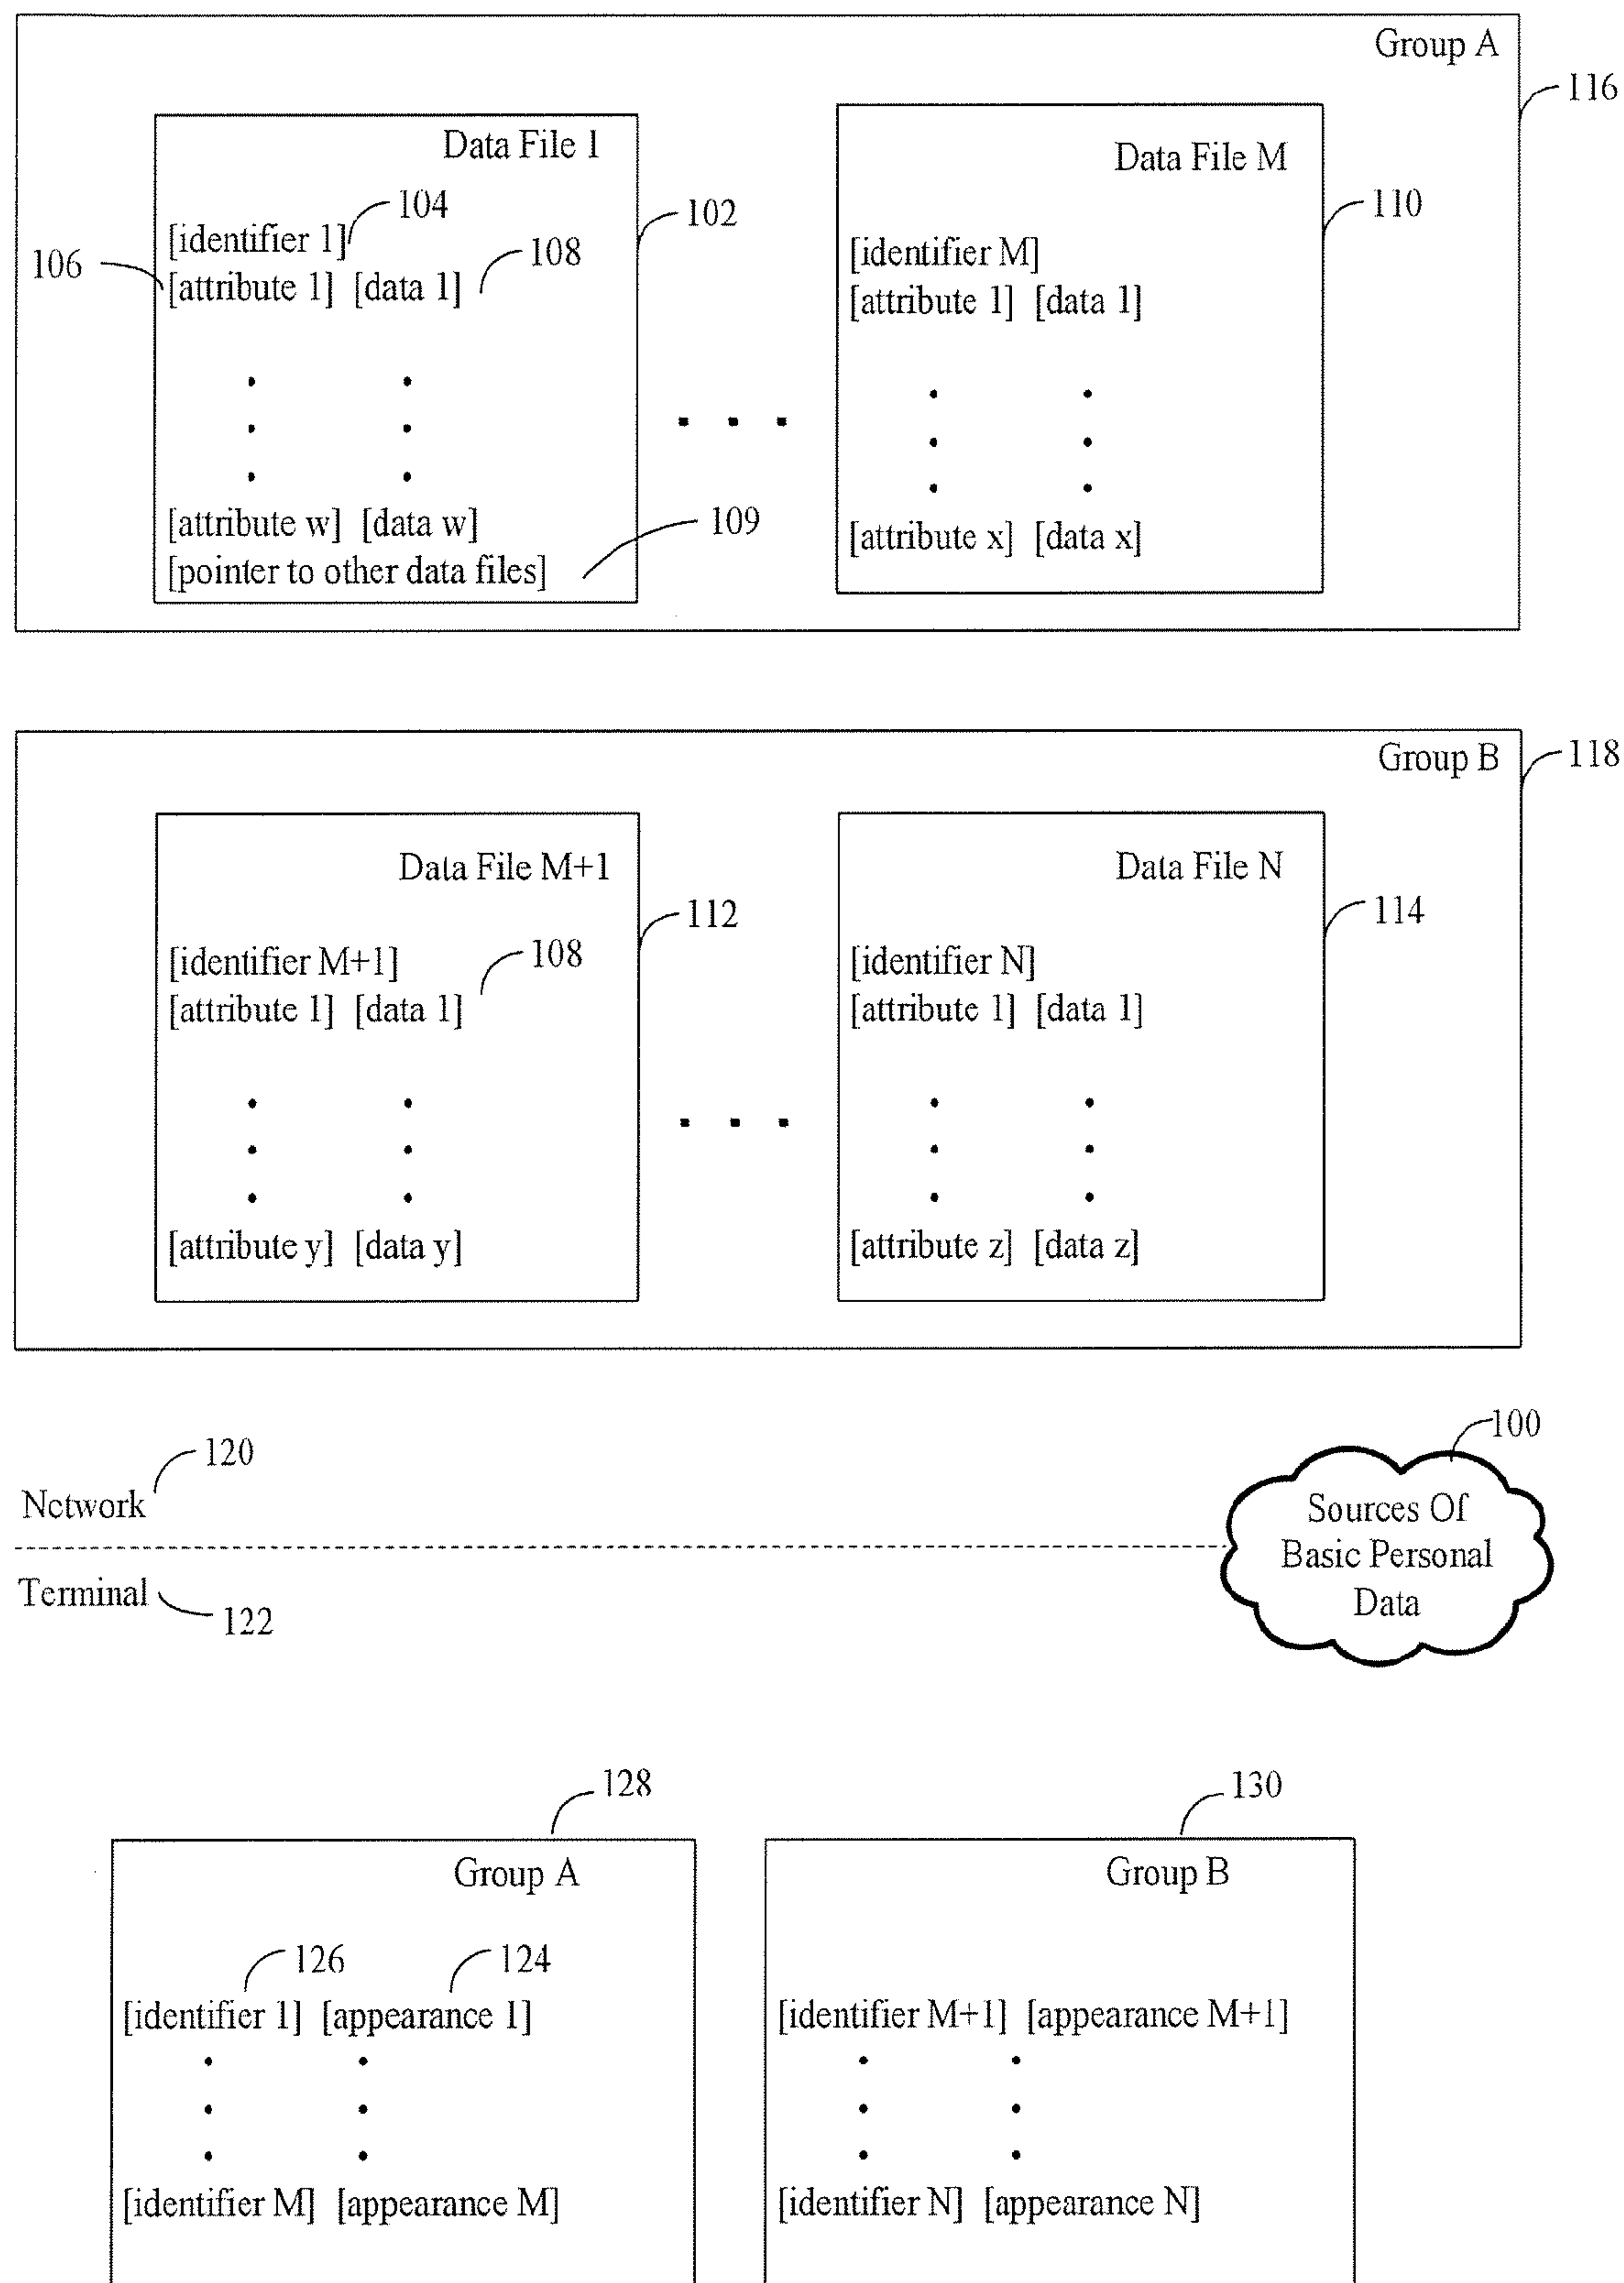 Group A
116
Data File 1
Data File M
104
102
110
[identifier 1]
[identifier M]
106
108
[attribute 1] [data 1]
[attribute 1] [data 1]
[attribute w] [data w]
109
[attribute x] [data x]
[pointer to other data files]
Group B
118
Data File M+1
Data File N
112
114
[identifier M+1]
108
[identifier N]
[attribute 1] [data 1]
[attribute 1] [data 1]
[attribute y] [data y]
[attribute z] [data z]
100
120
Network
Sources Of
Basic Personal
Data
Terminal
122
128
130
Group A
Group B
126
124
[identifier 1] [appearance 1]
[identifier M+1] [appearance M+1]
[identifier M] [appearance M]
[identifier N] [appearance N]